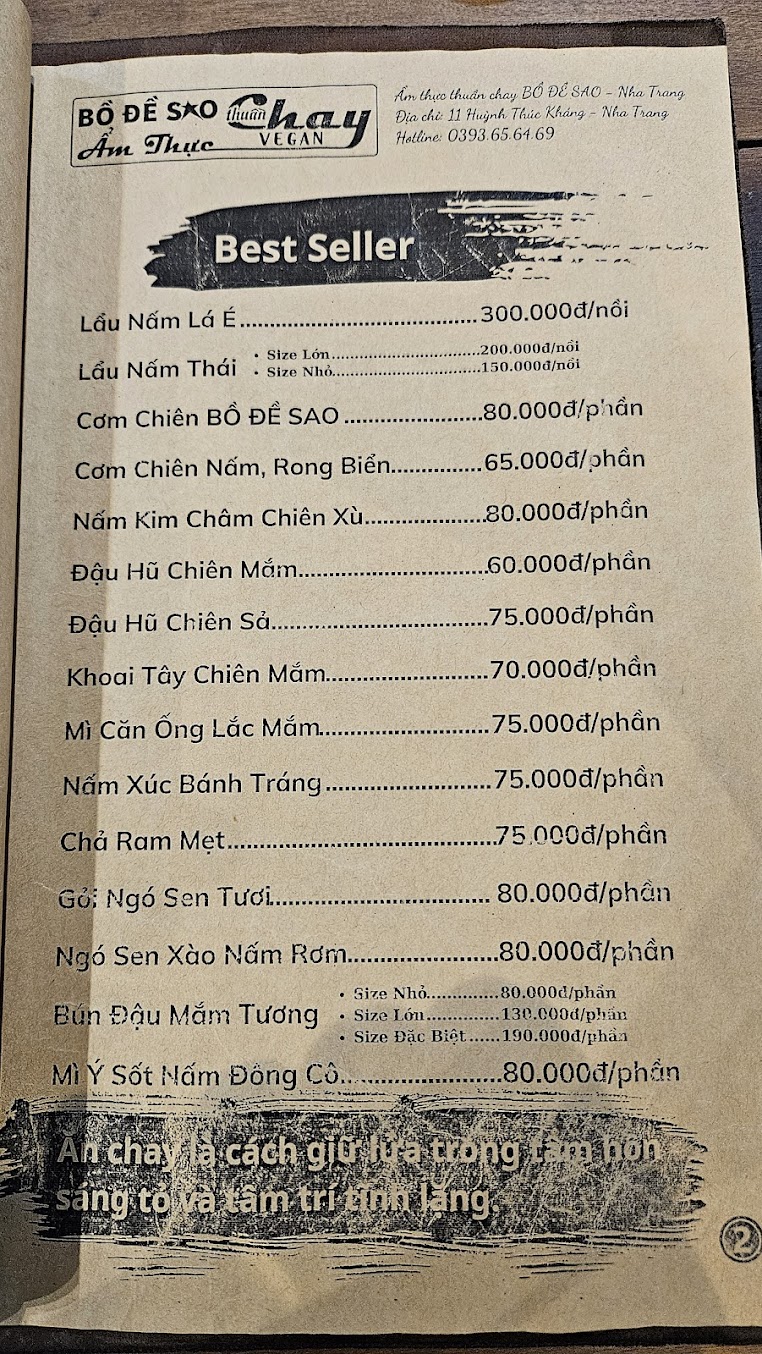 BỒ ĐỀ SAO thuần Chay
Ẩm Thực VEGAN
Ẩm thực thuần chay BỒ ĐỀ SAO - Nha Trang
Địa chỉ: 11 Huỳnh Thúc Kháng - Nha Trang
Hotline: 0393.65.64.69
Best Seller
Lẩu Nấm Lá É........................300.000đ/nồi
Lẩu Nấm Thái
• Size Lớn........................200.000đ/nồi
• Size Nhỏ........................150.000đ/nồi
Cơm Chiên BỒ ĐỀ SAO ....................80.000đ/phần
Cơm Chiên Nấm, Rong Biển.............65.000đ/phần
Nấm Kim Châm Chiên Xù.................80.000đ/phần
Đậu Hũ Chiên Mắm..........................60.000đ/phần
Đậu Hũ Chiên Sả..............................75.000đ/phần
Khoai Tây Chiên Mắm......................70.000đ/phần
Mì Căn Ống Lắc Mắm.......................75.000đ/phần
Nấm Xúc Bánh Tráng.......................75.000đ/phần
Chả Ram Mẹt....................................75.000đ/phần
Gỏi Ngó Sen Tươi............................. 80.000đ/phần
Ngó Sen Xào Nấm Rơm....................80.000đ/phần
Bún Đậu Mắm Tương
• Size Nhỏ............80.000đ/phần
• Size Lớn............130.000đ/phần
• Size Đặc Biệt......190.000đ/phần
Mì Ý Sốt Nấm Đông Cô.....................80.000đ/phần
Ăn chay là cách giữ lửa trong tâm hồn
sáng tỏ và tâm trí tĩnh lặng.
2